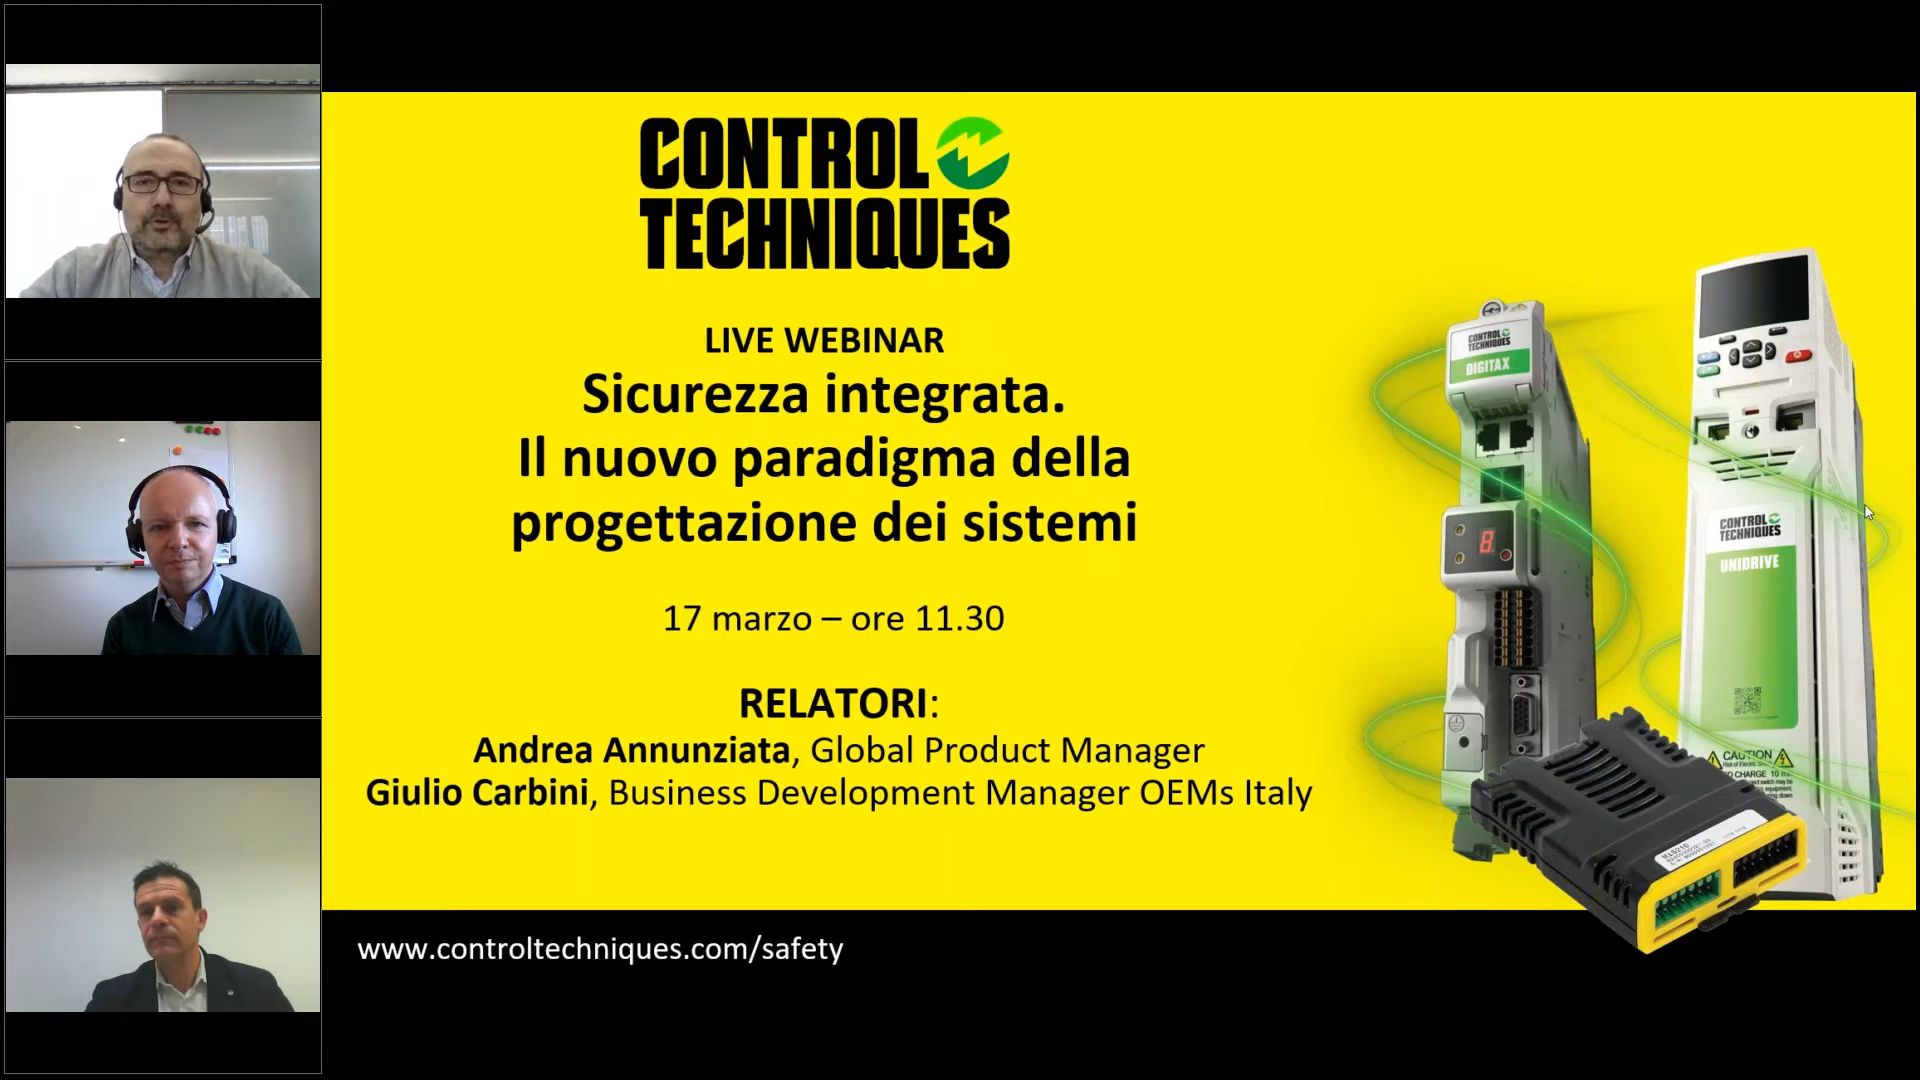 CONTROL
TECHNIQUES
LIVE WEBINAR
Sicurezza integrata.
Il nuovo paradigma della
progettazione dei sistemi
17 marzo – ore 11.30
RELATORI:
Andrea Annunziata, Global Product Manager
Giulio Carbini, Business Development Manager OEMs Italy
www.controltechniques.com/safety
CONTROL
TECHNIQUES
DIGITAX
8.
CONTROL
TECHNIQUES
UNIDRIVE
CAUTION